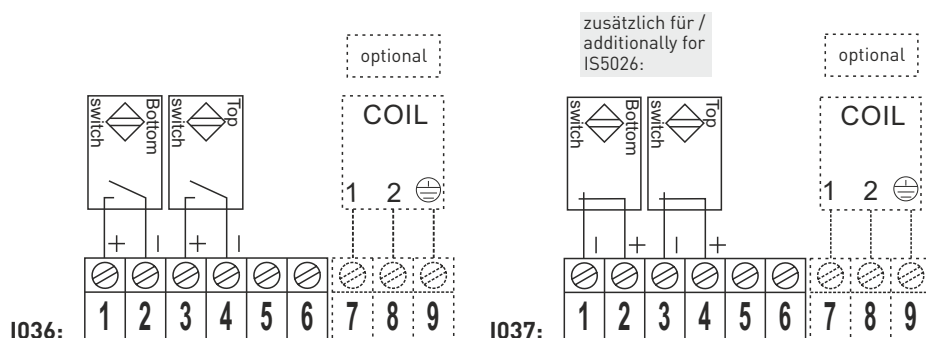 optional
Bottom
switch
Top
switch
COIL
1 2
+ − + −
1 2 3 4 5 6 7 8 9
I036:
zusätzlich für /
additionally for
IS5026:
optional
Bottom
switch
Top
switch
COIL
1 2
− + − +
1 2 3 4 5 6 7 8 9
I037: